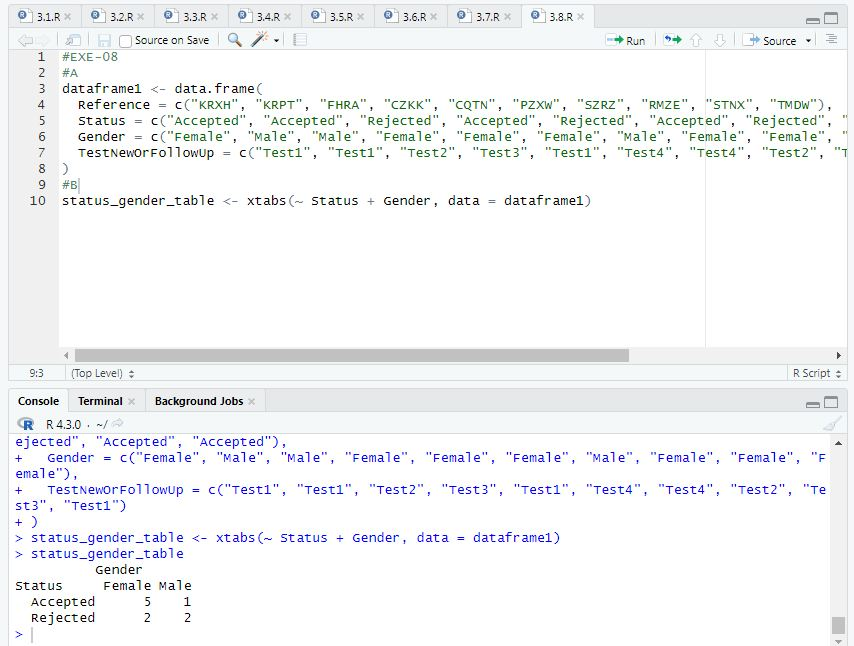 3.1.R 3.2.R 3.3.R 3.4.R 3.5.R 3.6.R 3.7.R 3.8.R
Source on Save Run Source
1 #EXE-08
2 #A
3 dataframe1 <- data.frame(
4 Reference = c("KRXH", "KRPT", "FHRA", "CZKK", "CQTN", "PZXW", "SZRZ", "RMZE", "STNX", "TMDW"),
5 Status = c("Accepted", "Accepted", "Rejected", "Accepted", "Rejected", "Accepted", "Rejected", "
6 Gender = c("Female", "Male", "Male", "Female", "Female", "Female", "Male", "Female", "Female", "
7 TestNewOrFollowUp = c("Test1", "Test1", "Test2", "Test3", "Test1", "Test4", "Test4", "Test2", "T
8 )
9 #B
10 status_gender_table <- xtabs(~ Status + Gender, data = dataframe1)
9:3 (Top Level) R Script
Console Terminal Background Jobs
R R 4.3.0 · ~/
ejected", "Accepted", "Accepted"),
+ Gender = c("Female", "Male", "Male", "Female", "Female", "Female", "Male", "Female", "Female", "F
emale"),
+ TestNewOrFollowUp = c("Test1", "Test1", "Test2", "Test3", "Test1", "Test4", "Test4", "Test2", "Te
st3", "Test1")
+ )
> status_gender_table <- xtabs(~ Status + Gender, data = dataframe1)
> status_gender_table
Gender
Status Female Male
Accepted 5 1
Rejected 2 2
>